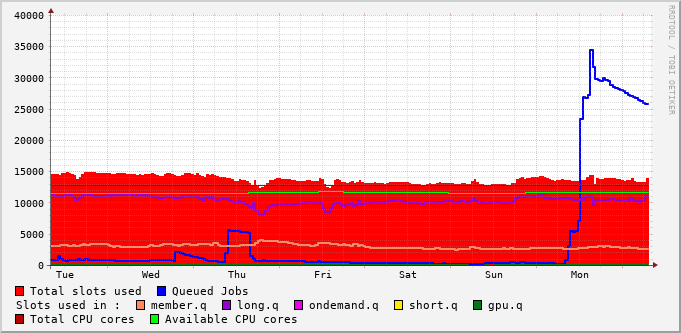 40000
35000
30000
25000
20000
15000
10000
5000
0
Tue Wed Thu Fri Sat Sun Mon
RRDTOOL / TOBI OETIKER
Total slots used Queued Jobs
Slots used in : member.q long.q ondemand.q short.q gpu.q
Total CPU cores Available CPU cores